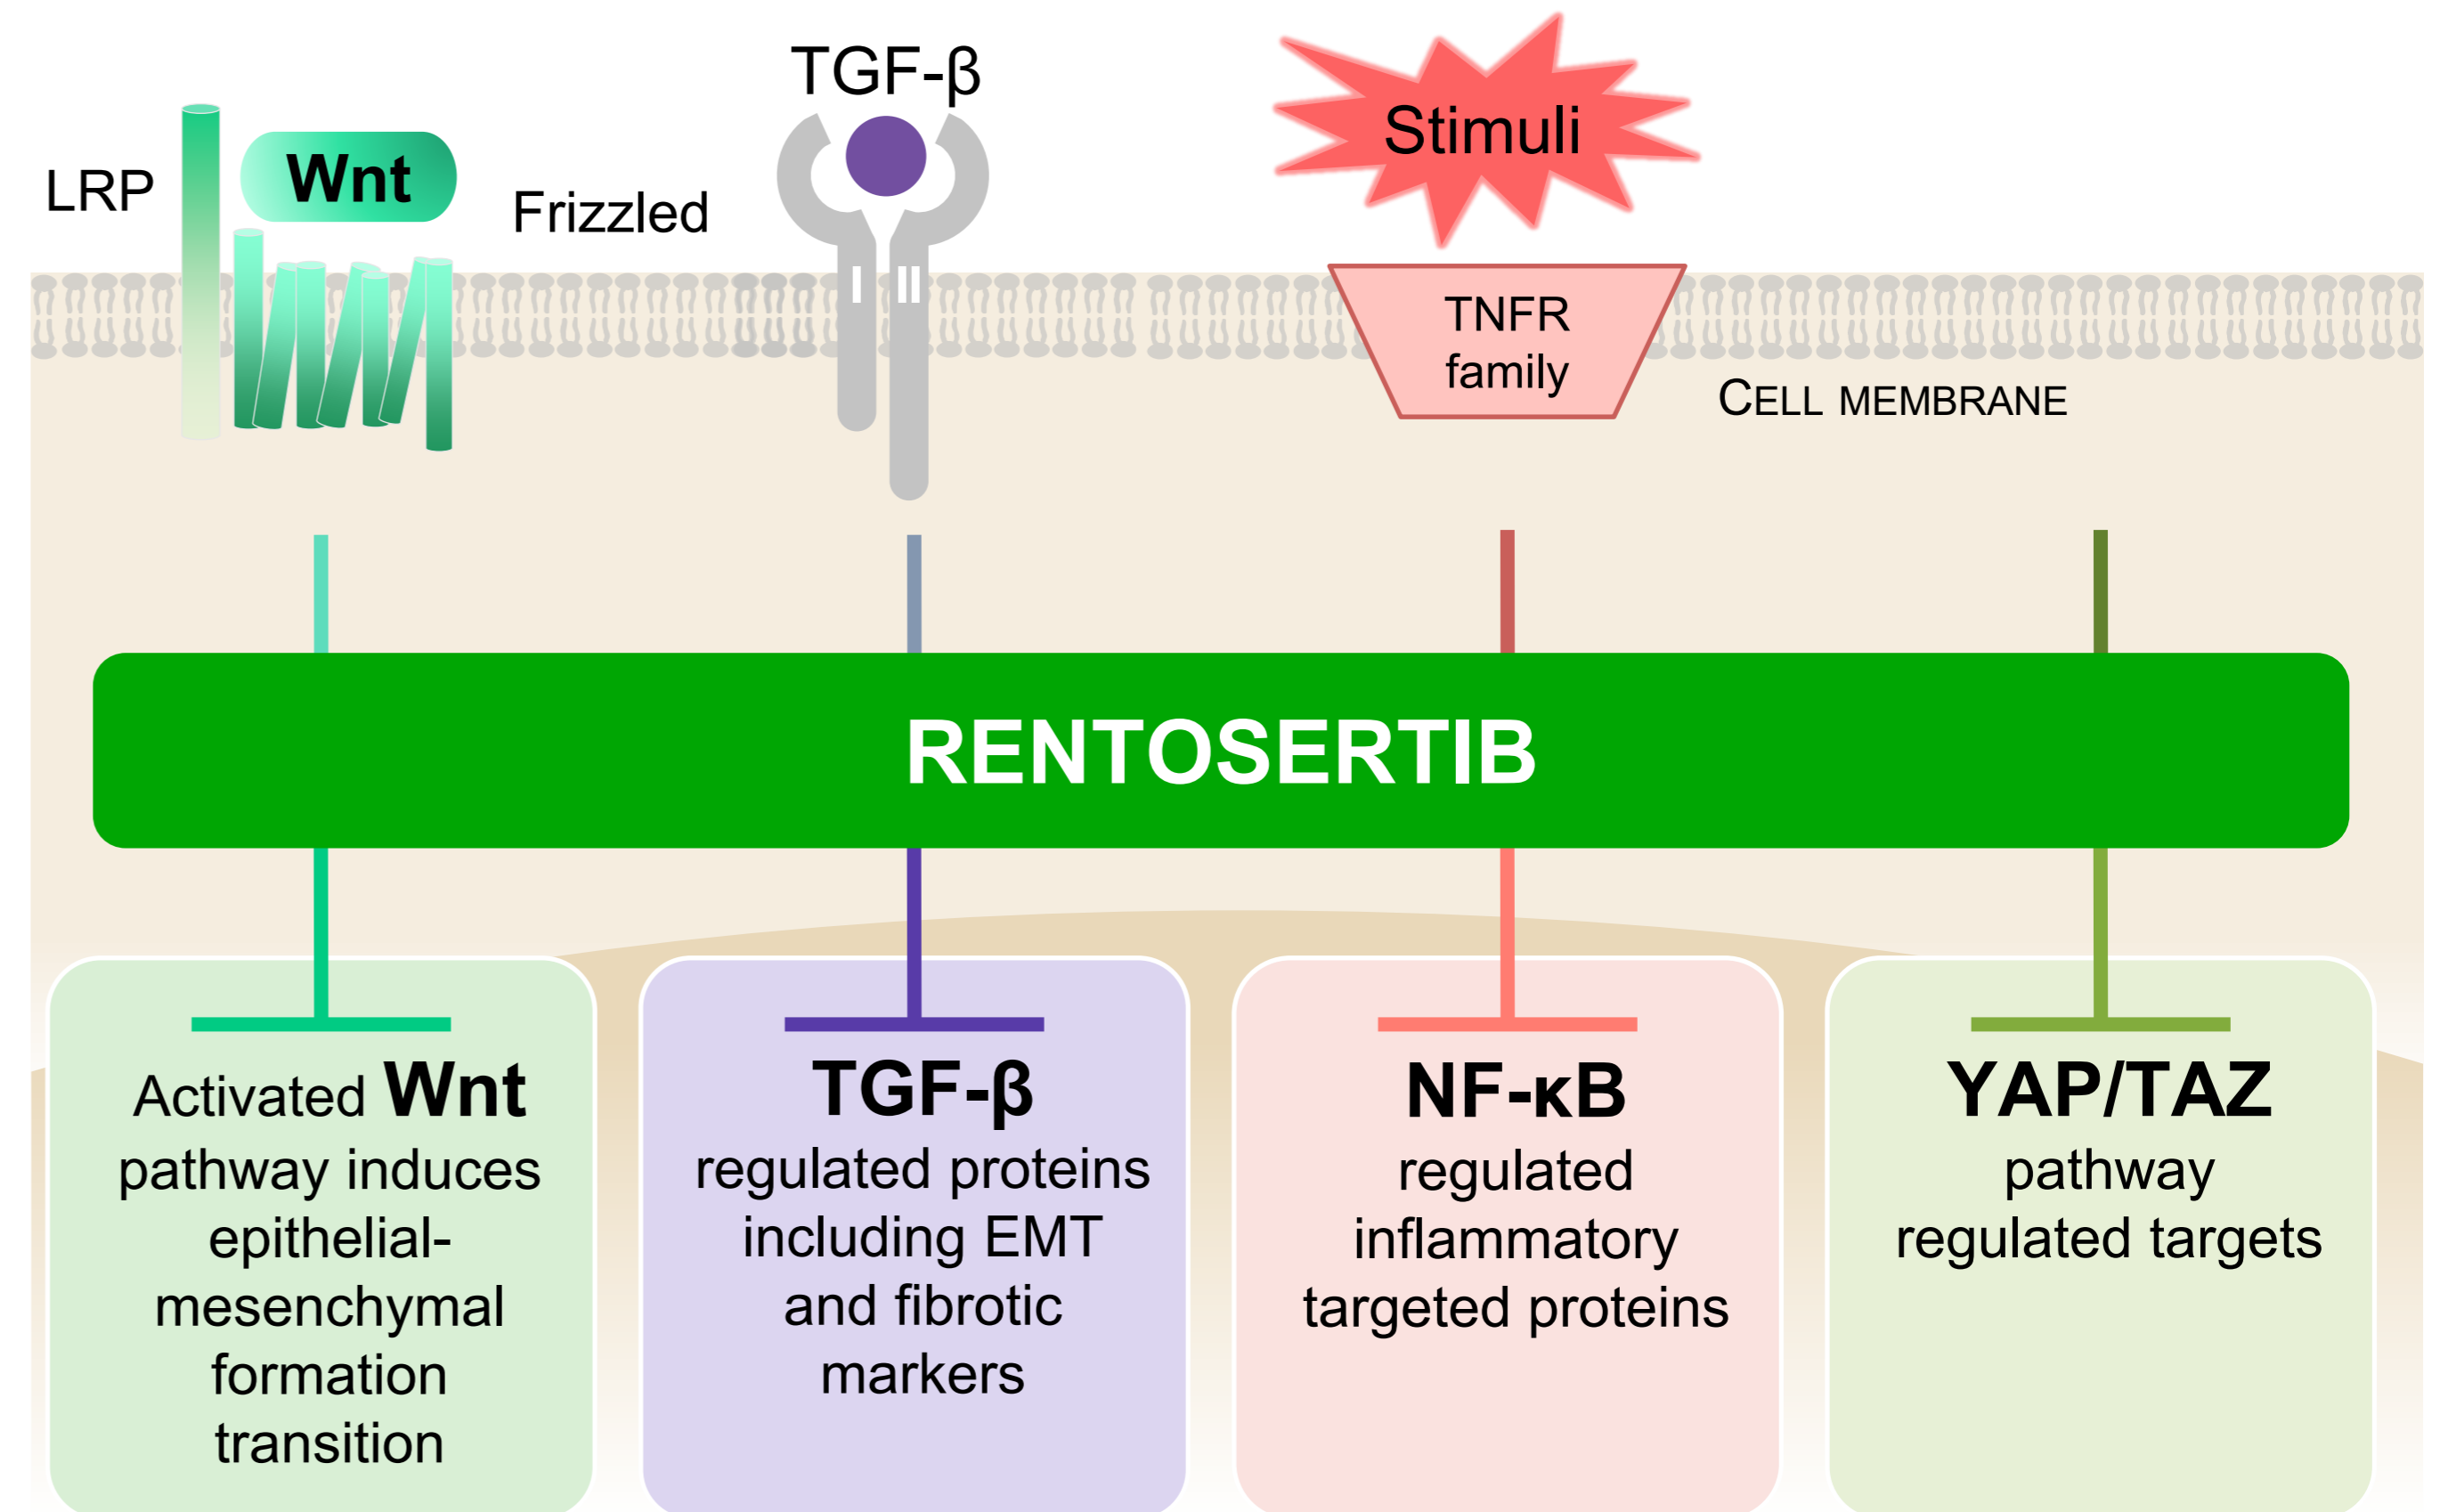 TGF-β
Stimuli
LRP
Wnt
Frizzled
I
II
TNFR
family
CELL MEMBRANE
RENTOSERTIB
Activated Wnt
pathway induces
epithelial-
mesenchymal
formation
transition
TGF-β
regulated proteins
including EMT
and fibrotic
markers
NF-κB
regulated
inflammatory
targeted proteins
YAP/TAZ
pathway
regulated targets